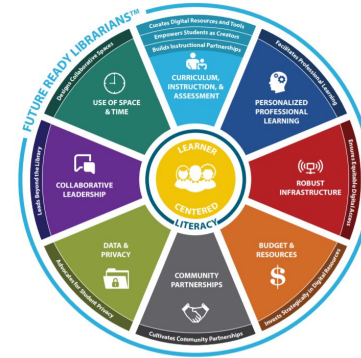 FUTURE READY LIBRARIANS™
Creates Digital Resources and Tools
Empowers Students as Creators
Builds Instructional Partnerships
CURRICULUM,
INSTRUCTION, &
ASSESSMENT
Facilitates Professional Learning
PERSONALIZED
PROFESSIONAL
LEARNING
Ensures Equitable Digital Access
ROBUST
INFRASTRUCTURE
Invests Strategically in Digital Resources
BUDGET &
RESOURCES
$
Cultivates Community Partnerships
COMMUNITY
PARTNERSHIPS
Advocates for Student Privacy
DATA &
PRIVACY
Leads Beyond the Library
COLLABORATIVE
LEADERSHIP
Designs Collaborative Spaces
USE OF SPACE
& TIME
LEARNER
CENTERED
LITERACY